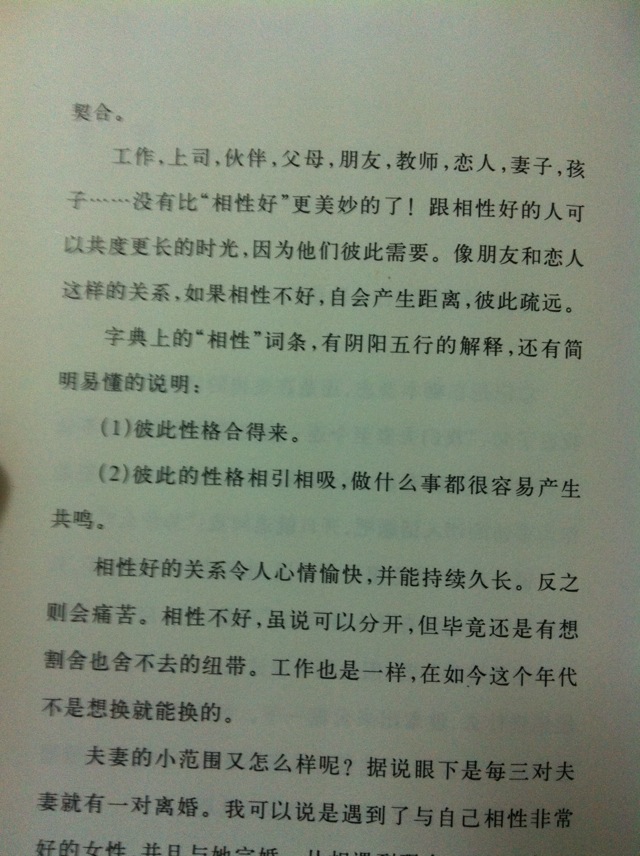 契合。
工作，上司，伙伴，父母，朋友，教师，恋人，妻子，孩
子……没有比“相性好”更美妙的了！跟相性好的人可
以共度更长的时光，因为他们彼此需要。像朋友和恋人
这样的关系，如果相性不好，自会产生距离，彼此疏远。
字典上的“相性”词条，有阴阳五行的解释，还有简
明易懂的说明：
(1)彼此性格合得来。
(2)彼此的性格相引相吸，做什么事都很容易产生
共鸣。
相性好的关系令人心情愉快，并能持续久长。反之
则会痛苦。相性不好，虽说可以分开，但毕竟还是有想
割舍也舍不去的纽带。工作也是一样，在如今这个年代
不是想换就能换的。
夫妻的小范围又怎么样呢？据说眼下是每三对夫
妻就有一对离婚。我可以说是遇到了与自己相性非常
好的女性，并且与她